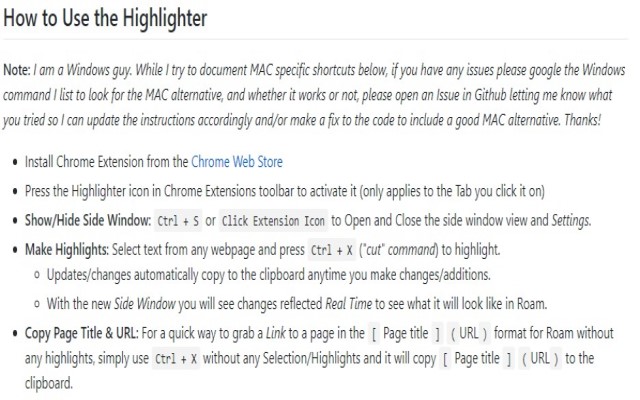 How to Use the Highlighter
Note: I am a Windows guy. While I try to document MAC specific shortcuts below, if you have any issues please google the Windows
command I list to look for the MAC alternative, and whether it works or not, please open an Issue in Github letting me know what
you tried so I can update the instructions accordingly and/or make a fix to the code to include a good MAC alternative. Thanks!
• Install Chrome Extension from the Chrome Web Store
• Press the Highlighter icon in Chrome Extensions toolbar to activate it (only applies to the Tab you click it on)
• Show/Hide Side Window: Ctrl + S or Click Extension Icon to Open and Close the side window view and Settings.
• Make Highlights: Select text from any webpage and press Ctrl + X ("cut" command) to highlight.
○ Updates/changes automatically copy to the clipboard anytime you make changes/additions.
○ With the new Side Window you will see changes reflected Real Time to see what it will look like in Roam.
• Copy Page Title & URL: For a quick way to grab a Link to a page in the [ Page title ] ( URL ) format for Roam without
any highlights, simply use Ctrl + X without any Selection/Highlights and it will copy [ Page title ] ( URL ) to the
clipboard.